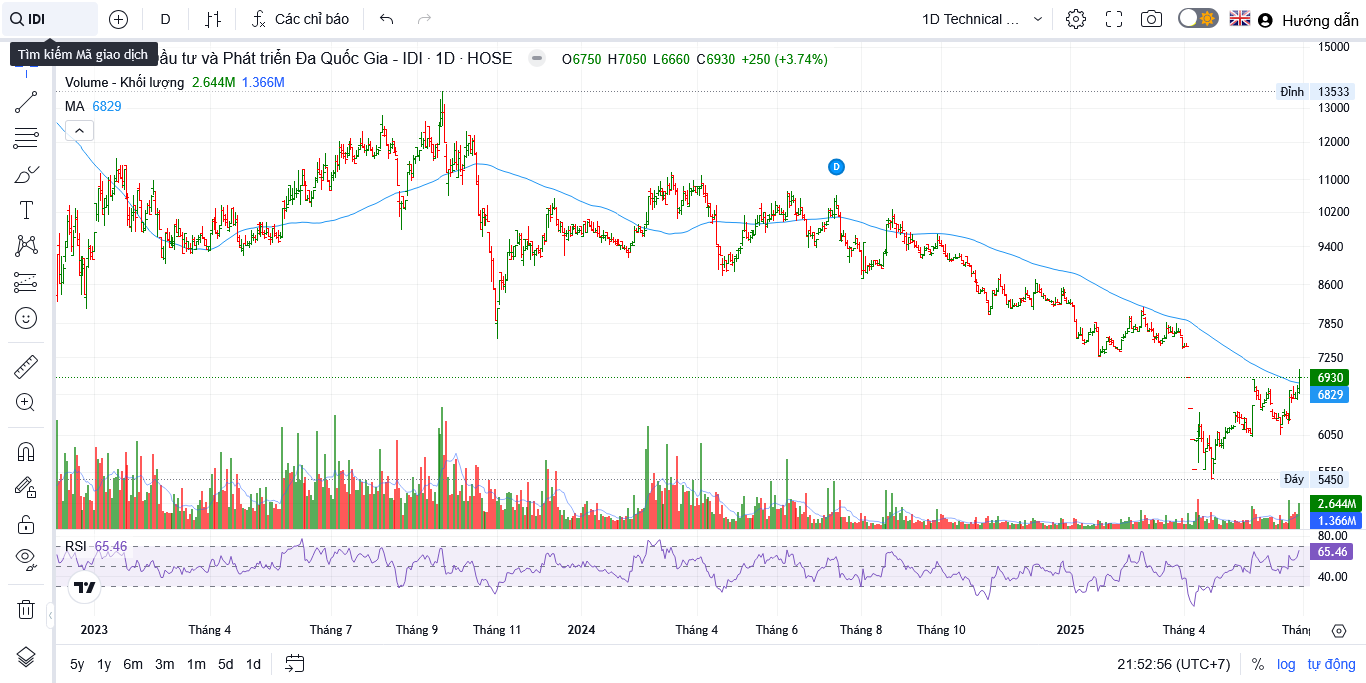 IDI
D
Các chỉ báo
1D Technical ...
Hướng dẫn
Tìm kiếm Mã giao dịch
ầu tư và Phát triển Đa Quốc Gia - IDI · 1D · HOSE
O6750 H7050 L6660 C6930 +250 (+3.74%)
Volume - Khối lượng 2.644M 1.366M
MA 6829
D
15000
Đỉnh 13533
13000
12000
11000
10200
9400
8600
7850
7250
6930
6829
6050
5550
Đáy 5450
2.644M
1.366M
RSI 65.46
80.00
65.46
40.00
2023 Tháng 4 Tháng 7 Tháng 9 Tháng 11 2024 Tháng 4 Tháng 6 Tháng 8 Tháng 10 2025 Tháng 4 Thán
5y 1y 6m 3m 1m 5d 1d
21:52:56 (UTC+7) % log tự động